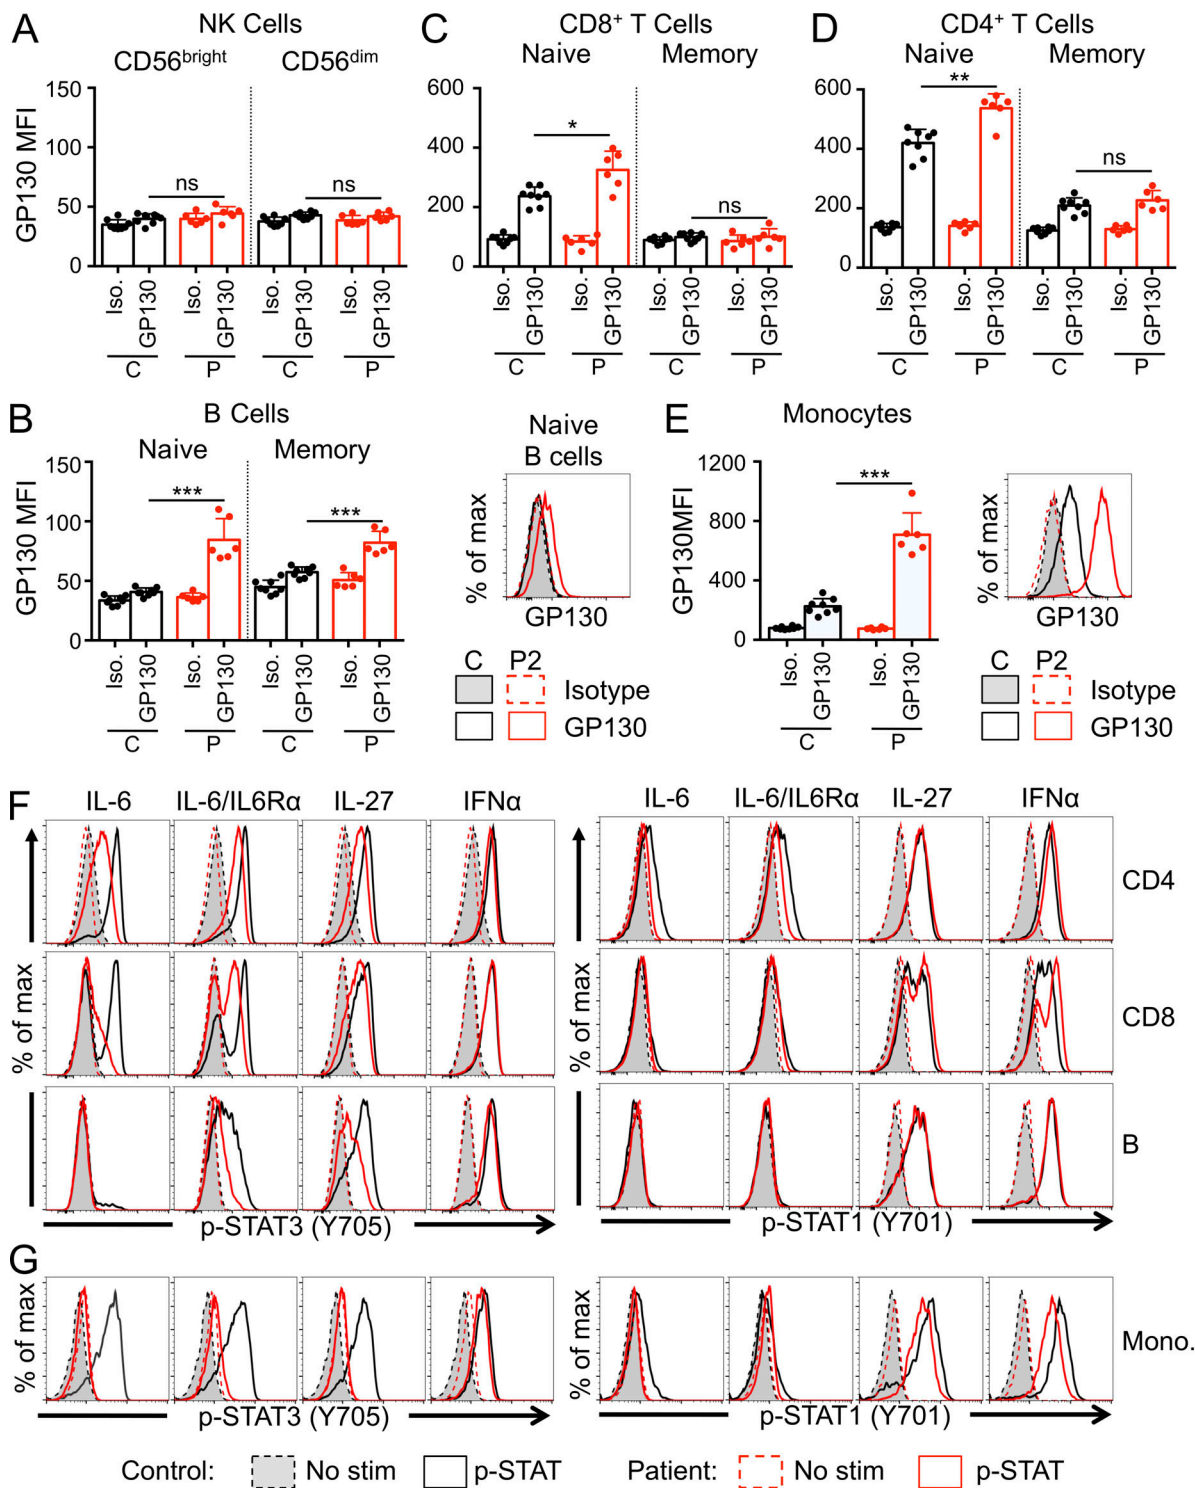 A
NK Cells
CD56bright
CD56dim
GP130 MFI
150
100
50
0
ns
ns
Iso.
GP130
Iso.
GP130
Iso.
GP130
Iso.
GP130
C
P
C
P
C
CD8+ T Cells
Naive
Memory
600
400
200
0
*
ns
Iso.
GP130
Iso.
GP130
Iso.
GP130
Iso.
GP130
C
P
C
P
D
CD4+ T Cells
Naive
Memory
600
400
200
0
**
ns
Iso.
GP130
Iso.
GP130
Iso.
GP130
Iso.
GP130
C
P
C
P
B
B Cells
Naive
Memory
GP130 MFI
150
100
50
0
***
***
Iso.
GP130
Iso.
GP130
Iso.
GP130
Iso.
GP130
C
P
C
P
Naive
B cells
% of max
GP130
C P2
Isotype
GP130
E
Monocytes
GP130MFI
1200
800
400
0
***
Iso.
GP130
Iso.
GP130
C
P
% of max
GP130
C P2
Isotype
GP130
F
IL-6
IL-6/IL6Rα
IL-27
IFNα
IL-6
IL-6/IL6Rα
IL-27
IFNα
CD4
% of max
% of max
CD8
B
p-STAT3 (Y705)
p-STAT1 (Y701)
G
% of max
% of max
Mono.
p-STAT3 (Y705)
p-STAT1 (Y701)
Control: No stim p-STAT Patient: No stim p-STAT